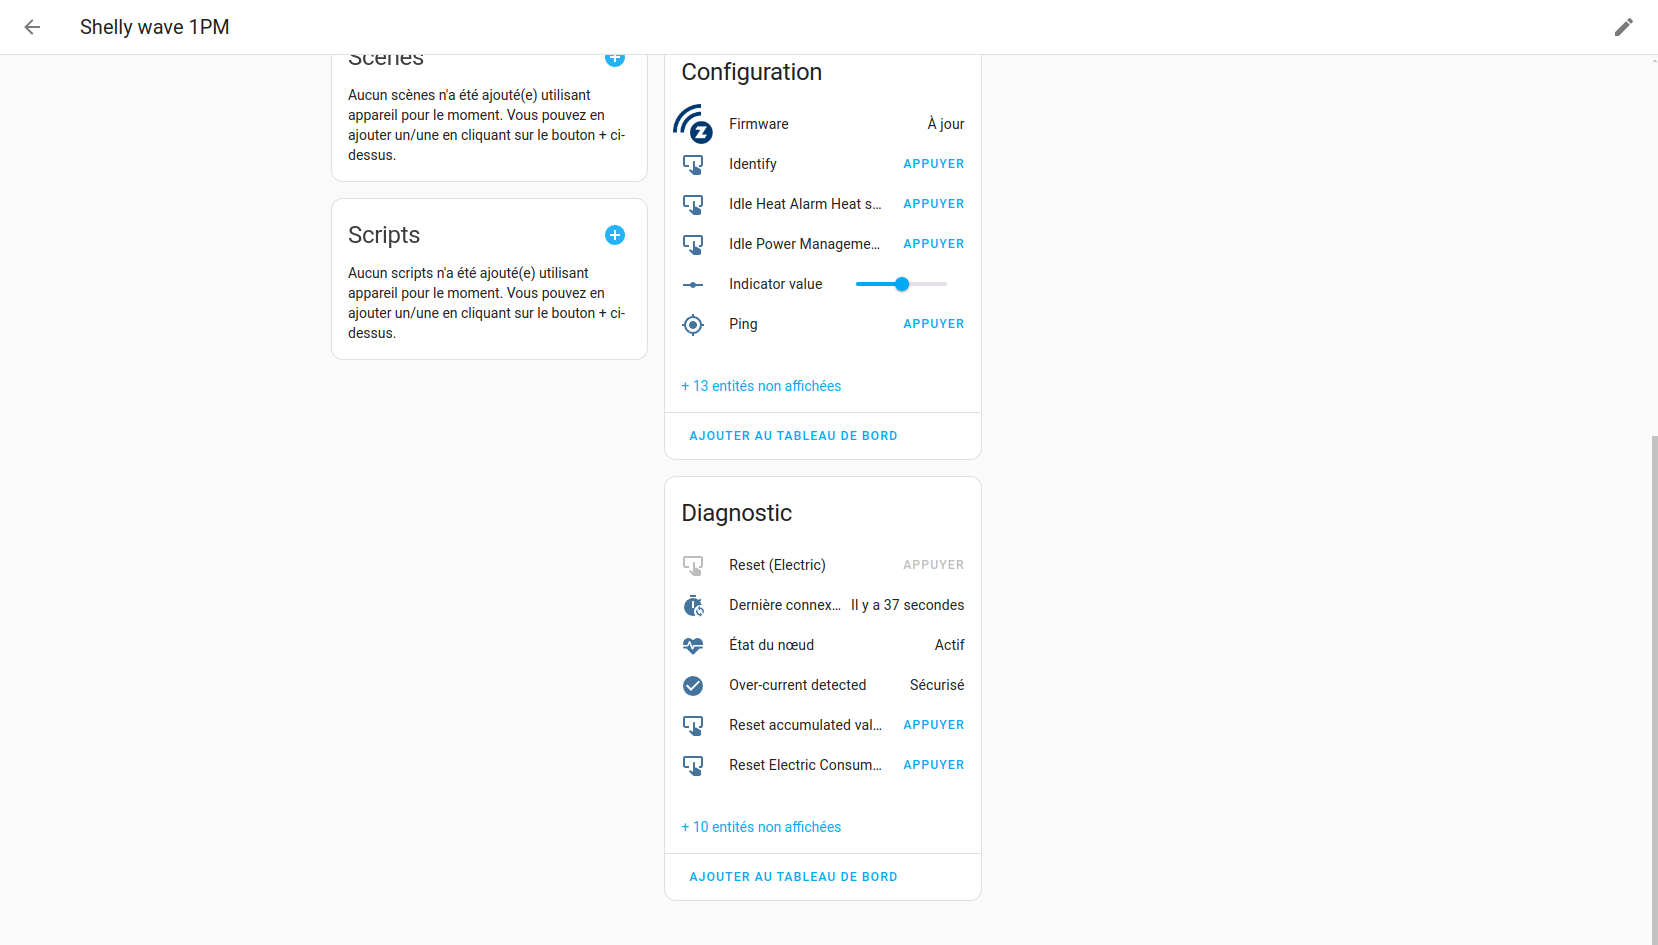 Shelly wave 1PM
Scènes
Aucun scènes n'a été ajouté(e) utilisant
appareil pour le moment. Vous pouvez en
ajouter un/une en cliquant sur le bouton + ci-
dessus.
Scripts
Aucun scripts n'a été ajouté(e) utilisant
appareil pour le moment. Vous pouvez en
ajouter un/une en cliquant sur le bouton + ci-
dessus.
Configuration
Firmware À jour
Identify APPUYER
Idle Heat Alarm Heat s... APPUYER
Idle Power Manageme... APPUYER
Indicator value
Ping APPUYER
+ 13 entités non affichées
AJOUTER AU TABLEAU DE BORD
Diagnostic
Reset (Electric) APPUYER
Dernière connex... Il y a 37 secondes
État du nœud Actif
Over-current detected Sécurisé
Reset accumulated val... APPUYER
Reset Electric Consum... APPUYER
+ 10 entités non affichées
AJOUTER AU TABLEAU DE BORD